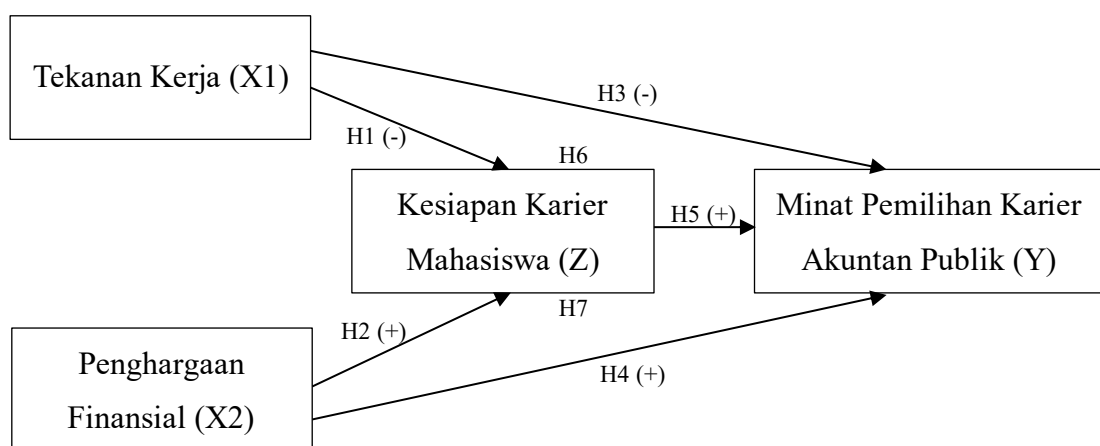 Tekanan Kerja (X1)
H3 (-)
H1 (-)
H6
Kesiapan Karier
Mahasiswa (Z)
H5 (+)
Minat Pemilihan Karier
Akuntan Publik (Y)
H7
H2 (+)
H4 (+)
Penghargaan
Finansial (X2)